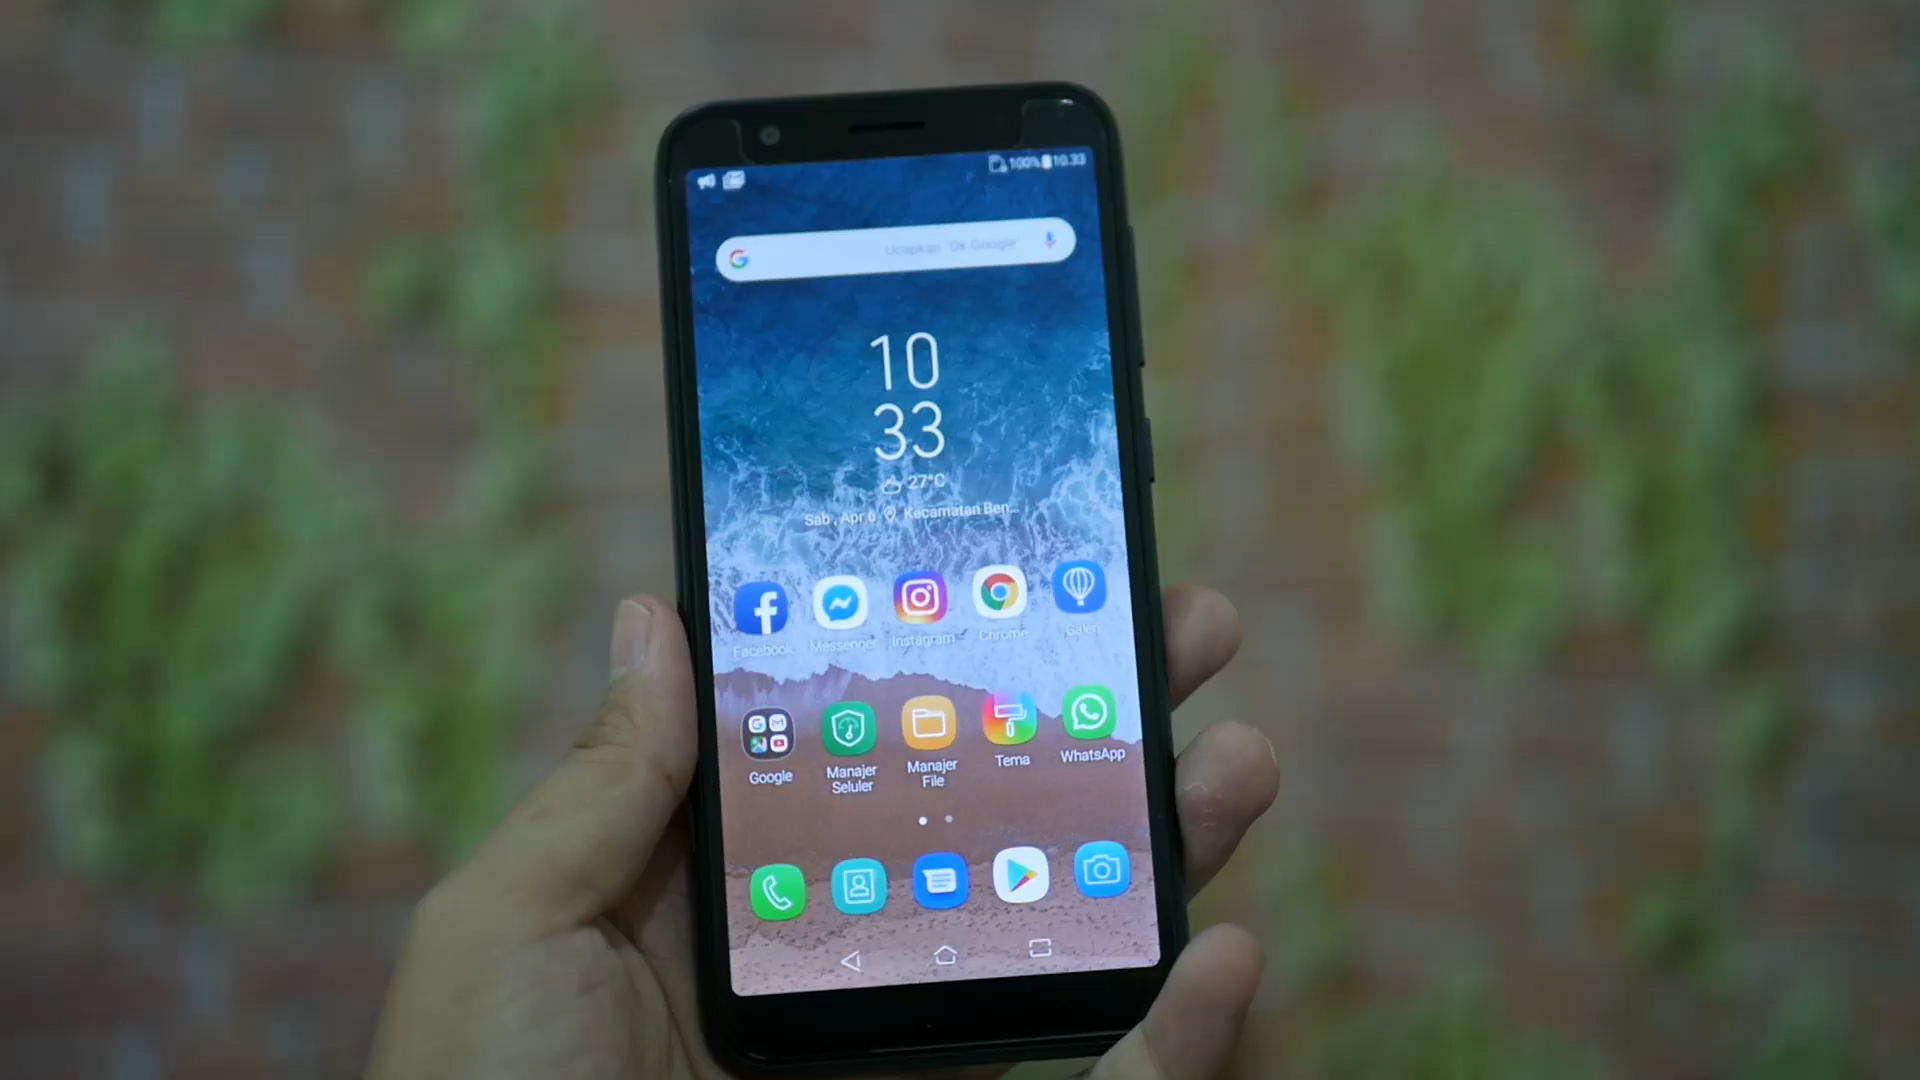 100% 10.33
Ucapkan "Ok Google"
10
33
27°C
Sab , Apr 6 Kecamatan Ben...
Facebook Messenger Instagram Chrome Galeri
Google Manajer Seluler Manajer File Tema WhatsApp